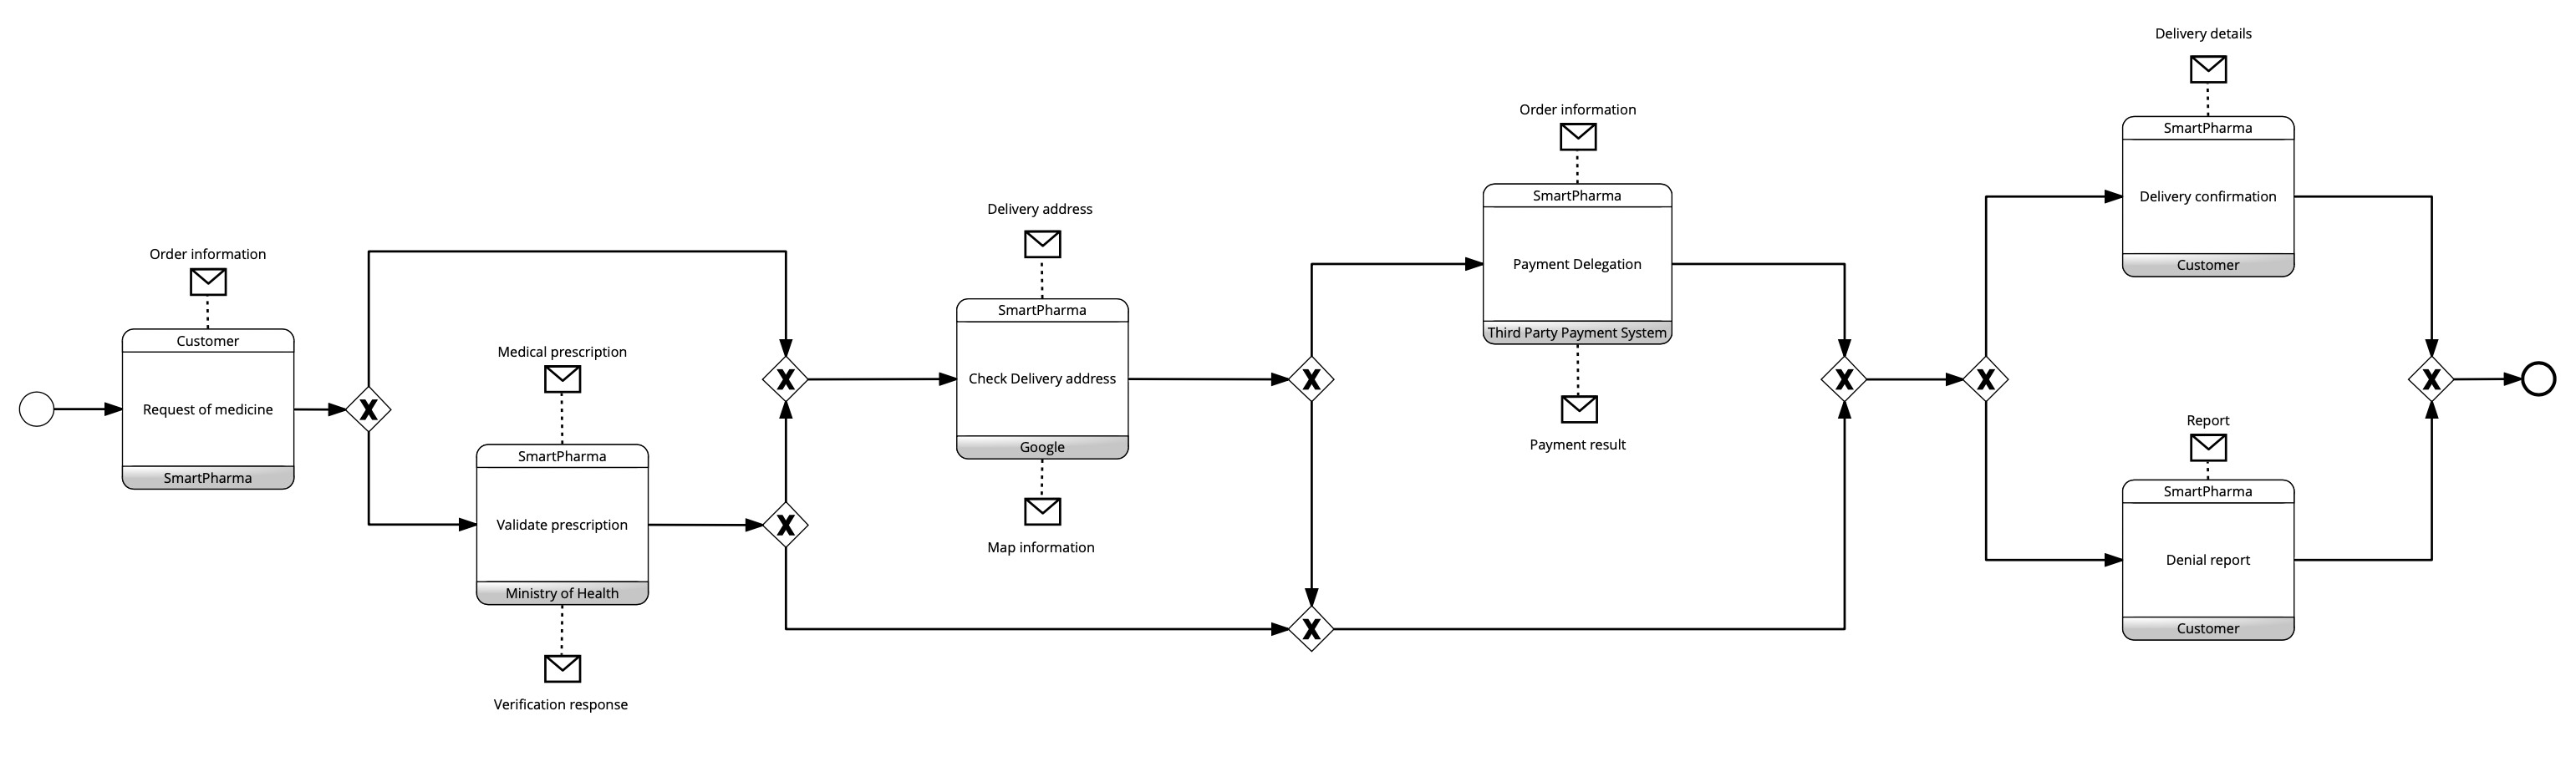 Order information
Customer
Request of medicine
SmartPharma
X
Medical prescription
SmartPharma
Validate prescription
Ministry of Health
Verification response
X
X
Delivery address
SmartPharma
Check Delivery address
Google
Map information
X
X
Order information
SmartPharma
Payment Delegation
Third Party Payment System
Payment result
X
X
Delivery details
SmartPharma
Delivery confirmation
Customer
Report
SmartPharma
Denial report
Customer
X